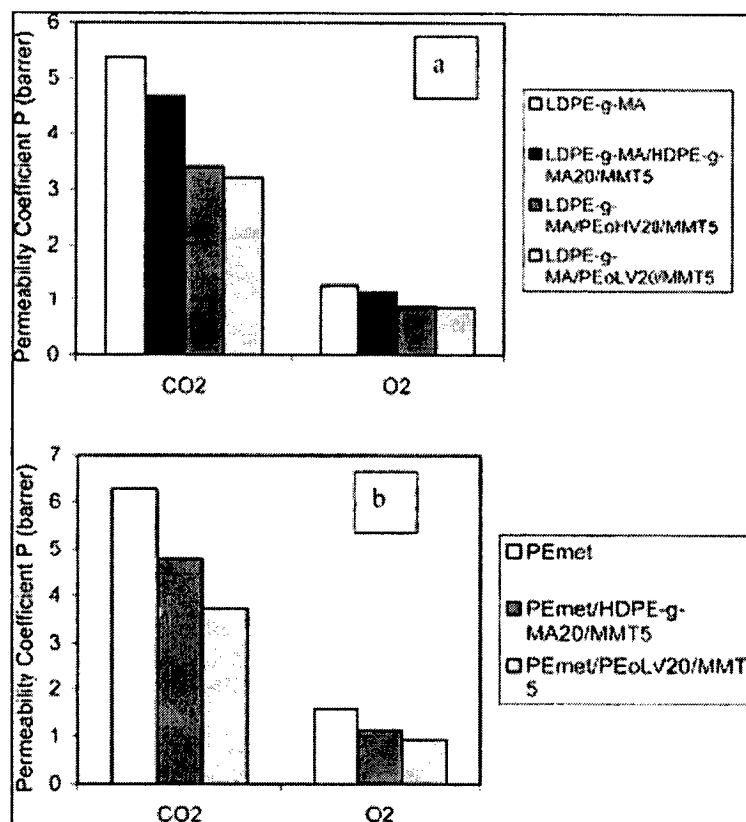 Permeability Coefficient P (barrer)
6
5
4
3
2
1
0
a
CO2
O2
LDPE-g-MA
LDPE-g-MA/HDPE-g-
MA20/MMT5
LDPE-g-
MA/PEoHV20/MMT5
LDPE-g-
MA/PEoLV20/MMT5
Permeability Coefficient P (barrer)
7
6
5
4
3
2
1
0
b
CO2
O2
PEmet
PEmet/HDPE-g-
MA20/MMT5
PEmet/PEoLV20/MMT
5